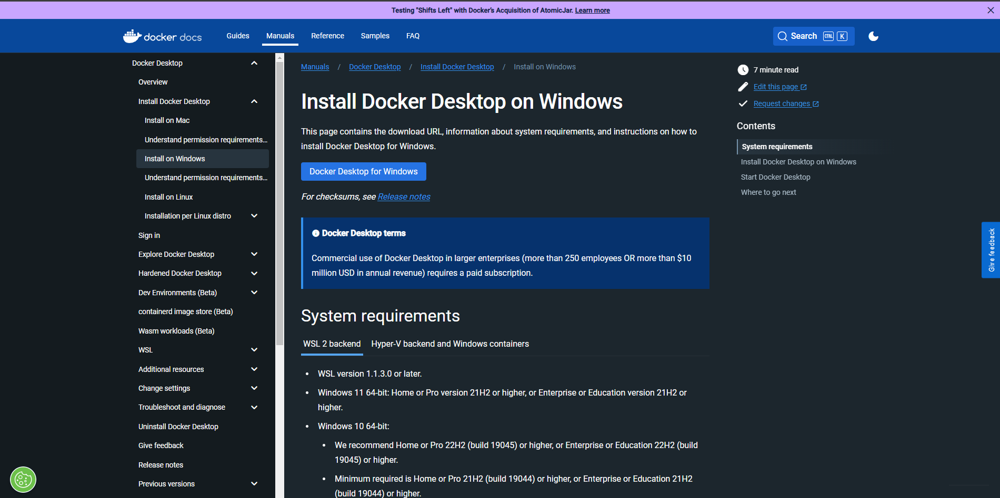 Testing "Shifts Left" with Docker's Acquisition of AtomicJar. Learn more
docker docs
Guides
Manuals
Reference
Samples
FAQ
Search CTRL K
Docker Desktop
Overview
Install Docker Desktop
Install on Mac
Understand permission requirements...
Install on Windows
Understand permission requirements...
Install on Linux
Installation per Linux distro
Sign in
Explore Docker Desktop
Hardened Docker Desktop
Dev Environments (Beta)
containerd image store (Beta)
Wasm workloads (Beta)
WSL
Additional resources
Change settings
Troubleshoot and diagnose
Uninstall Docker Desktop
Give feedback
Release notes
Previous versions
Manuals / Docker Desktop / Install Docker Desktop / Install on Windows
Install Docker Desktop on Windows
This page contains the download URL, information about system requirements, and instructions on how to
install Docker Desktop for Windows.
Docker Desktop for Windows
For checksums, see Release notes
Docker Desktop terms
Commercial use of Docker Desktop in larger enterprises (more than 250 employees OR more than $10
million USD in annual revenue) requires a paid subscription.
System requirements
WSL 2 backend
Hyper-V backend and Windows containers
• WSL version 1.1.3.0 or later.
• Windows 11 64-bit: Home or Pro version 21H2 or higher, or Enterprise or Education version 21H2 or
higher.
• Windows 10 64-bit:
• We recommend Home or Pro 22H2 (build 19045) or higher, or Enterprise or Education 22H2 (build
19045) or higher.
• Minimum required is Home or Pro 21H2 (build 19044) or higher, or Enterprise or Education 21H2
(build 19044) or higher.
7 minute read
Edit this page
Request changes
Contents
System requirements
Install Docker Desktop on Windows
Start Docker Desktop
Where to go next
Give feedback